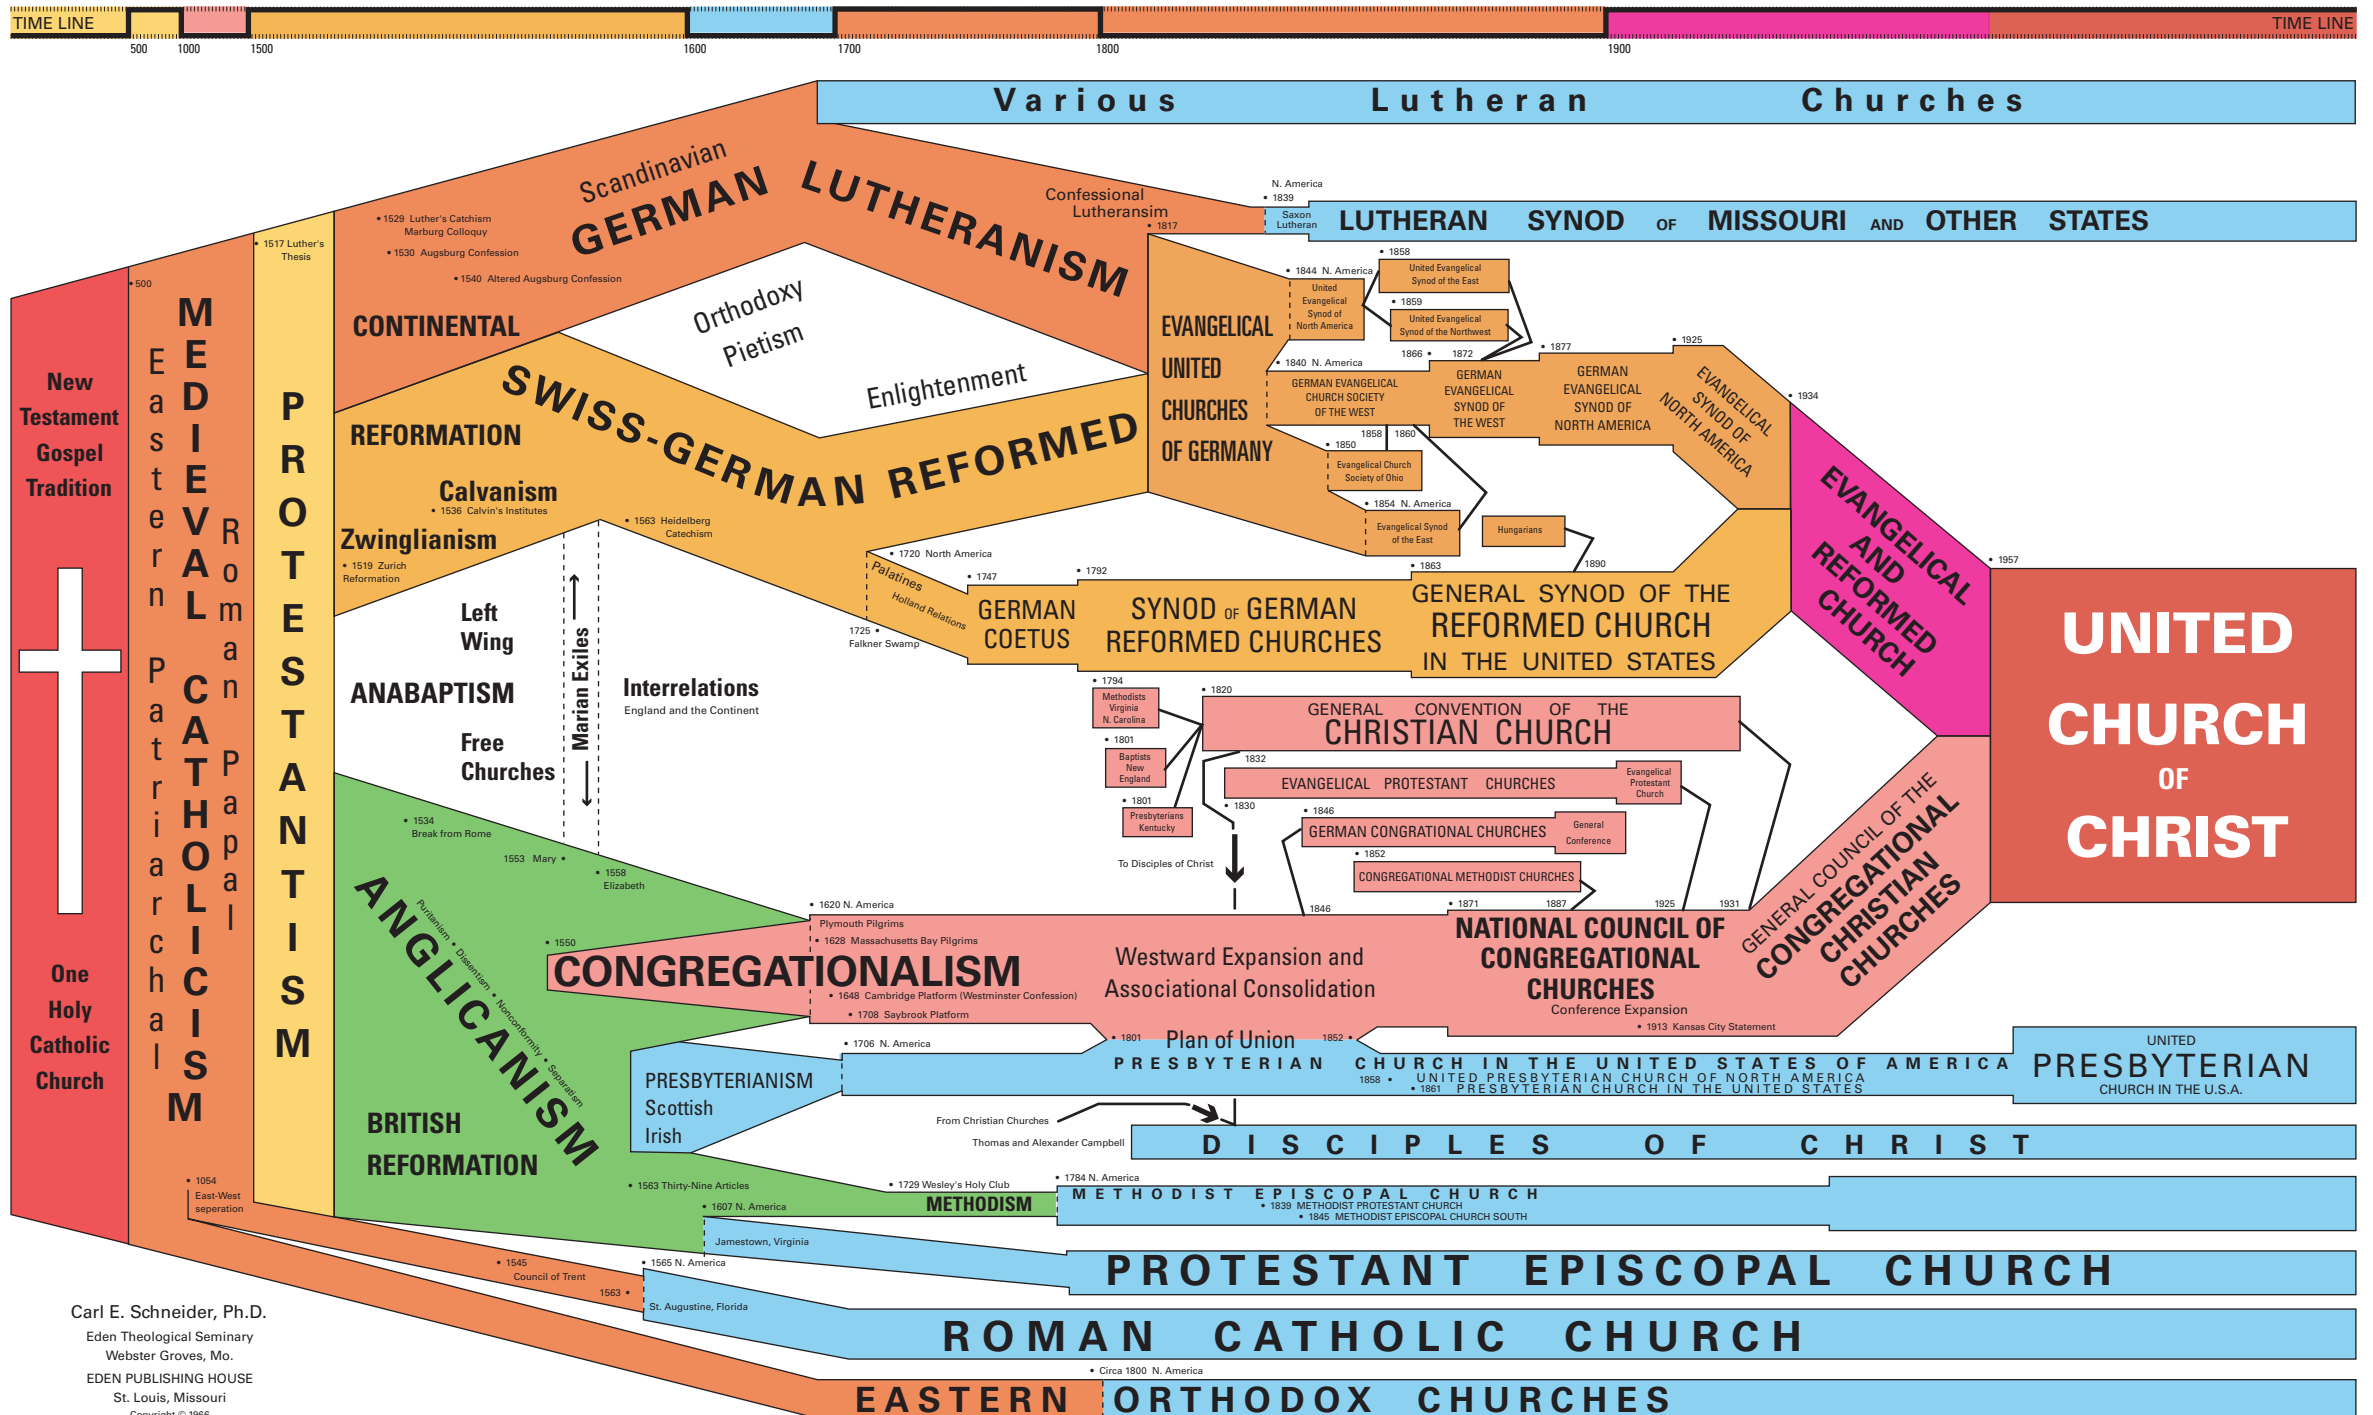 TIME LINE
500
1000
1500
1600
1700
1800
1900
TIME LINE
Various Lutheran Churches
New
Testament
Gospel
Tradition
One
Holy
Catholic
Church
• 500
Eastern Patriarchal
MEDIEVAL CATHOLICISM
Roman Papal
• 1054
East-West
seperation
• 1517 Luther's
Thesis
PROTESTANTISM
• 1529 Luther's Catchism
Marburg Colloquy
• 1530 Augsburg Confession
• 1540 Altered Augsburg Confession
CONTINENTAL
REFORMATION
Scandinavian
GERMAN LUTHERANISM
Orthodoxy
Pietism
Enlightenment
Confessional
Lutheransim
• 1817
N. America
• 1839
Saxon
Lutheran
LUTHERAN SYNOD OF MISSOURI AND OTHER STATES
SWISS-GERMAN REFORMED
Calvanism
• 1536 Calvin's Institutes
Zwinglianism
• 1519 Zurich
Reformation
• 1563 Heidelberg
Catechism
EVANGELICAL
UNITED
CHURCHES
OF GERMANY
• 1844 N. America
United
Evangelical
Synod of
North America
• 1858
United Evangelical
Synod of the East
• 1859
United Evangelical
Synod of the Northwest
• 1840 N. America
GERMAN EVANGELICAL
CHURCH SOCIETY
OF THE WEST
1866 •
1872
GERMAN
EVANGELICAL
SYNOD OF
THE WEST
• 1877
GERMAN
EVANGELICAL
SYNOD OF
NORTH AMERICA
• 1925
EVANGELICAL
SYNOD OF
NORTH AMERICA
• 1934
1858
1860
• 1850
Evangelical Church
Society of Ohio
• 1854 N. America
Evangelical Synod
of the East
Hungarians
1890
• 1720 North America
Palatines
Holland Relations
1725 •
Falkner Swamp
• 1747
GERMAN
COETUS
• 1792
SYNOD OF GERMAN
REFORMED CHURCHES
• 1863
GENERAL SYNOD OF THE
REFORMED CHURCH
IN THE UNITED STATES
EVANGELICAL
AND
REFORMED
CHURCH
• 1957
UNITED
CHURCH
OF
CHRIST
Left
Wing
ANABAPTISM
Free
Churches
Marian Exiles
Interrelations
England and the Continent
• 1794
Methodists
Virginia
N. Carolina
• 1801
Baptists
New
England
• 1801
Presbyterians
Kentucky
• 1820
GENERAL CONVENTION OF THE
CHRISTIAN CHURCH
1832
EVANGELICAL PROTESTANT CHURCHES
Evangelical
Protestant
Church
• 1830
To Disciples of Christ
• 1846
GERMAN CONGRATIONAL CHURCHES
General
Conference
• 1852
CONGREGATIONAL METHODIST CHURCHES
• 1534
Break from Rome
1553 Mary •
• 1558
Elizabeth
ANGLICANISM
Puritanism • Dissentism • Nonconformity • Separatism
BRITISH
REFORMATION
• 1550
CONGREGATIONALISM
• 1620 N. America
Plymouth Pilgrims
• 1628 Massachusetts Bay Pilgrims
• 1648 Cambridge Platform (Westminster Confession)
• 1708 Saybrook Platform
1846
Westward Expansion and
Associational Consolidation
• 1871
1887
1925
1931
NATIONAL COUNCIL OF
CONGREGATIONAL
CHURCHES
Conference Expansion
• 1913 Kansas City Statement
GENERAL COUNCIL OF THE
CONGREGATIONAL
CHRISTIAN
CHURCHES
• 1801
Plan of Union
1852 •
PRESBYTERIANISM
Scottish
Irish
• 1706 N. America
PRESBYTERIAN CHURCH IN THE UNITED STATES OF AMERICA
1858 • UNITED PRESBYTERIAN CHURCH OF NORTH AMERICA
• 1861 PRESBYTERIAN CHURCH IN THE UNITED STATES
UNITED
PRESBYTERIAN
CHURCH IN THE U.S.A.
From Christian Churches
Thomas and Alexander Campbell
DISCIPLES OF CHRIST
• 1563 Thirty-Nine Articles
• 1729 Wesley's Holy Club
METHODISM
• 1784 N. America
METHODIST EPISCOPAL CHURCH
• 1839 METHODIST PROTESTANT CHURCH
• 1845 METHODIST EPISCOPAL CHURCH SOUTH
• 1607 N. America
Jamestown, Virginia
PROTESTANT EPISCOPAL CHURCH
• 1545
Council of Trent
1563 •
• 1565 N. America
St. Augustine, Florida
ROMAN CATHOLIC CHURCH
• Circa 1800 N. America
EASTERN ORTHODOX CHURCHES
Carl E. Schneider, Ph.D.
Eden Theological Seminary
Webster Groves, Mo.
EDEN PUBLISHING HOUSE
St. Louis, Missouri
Copyright © 1966